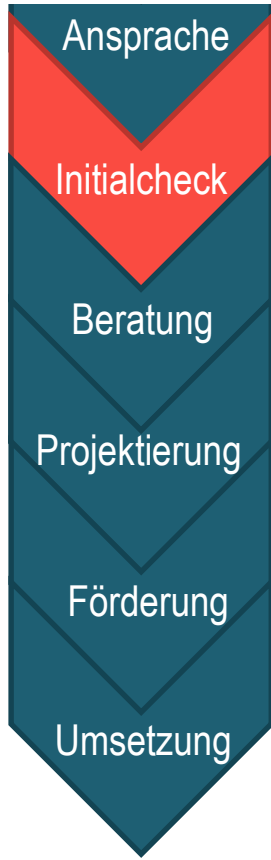 Ansprache
Initialcheck
Beratung
Projektierung
Förderung
Umsetzung